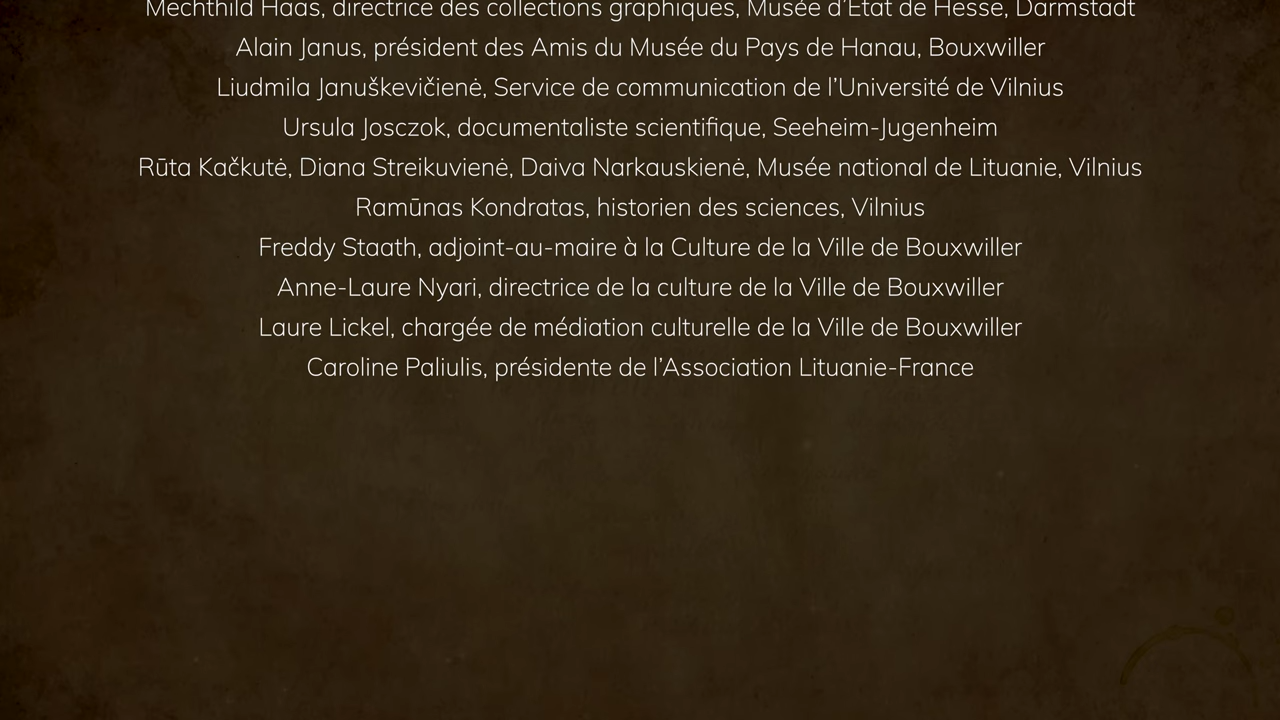 Mechthild Haas, directrice des collections graphiques, Musée d’État de Hesse, Darmstadt
Alain Janus, président des Amis du Musée du Pays de Hanau, Bouxwiller
Liudmila Januškevičienė, Service de communication de l’Université de Vilnius
Ursula Josczok, documentaliste scientifique, Seeheim-Jugenheim
Rūta Kačkutė, Diana Streikuvienė, Daiva Narkauskienė, Musée national de Lituanie, Vilnius
Ramūnas Kondratas, historien des sciences, Vilnius
Freddy Staath, adjoint-au-maire à la Culture de la Ville de Bouxwiller
Anne-Laure Nyari, directrice de la culture de la Ville de Bouxwiller
Laure Lickel, chargée de médiation culturelle de la Ville de Bouxwiller
Caroline Paliulis, présidente de l’Association Lituanie-France